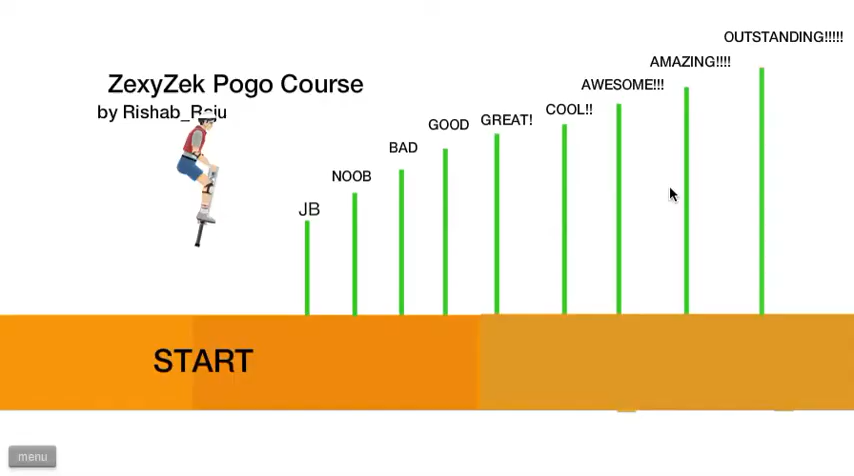 ZexyZek Pogo Course
by Rishab_Raju
JB
NOOB
BAD
GOOD
GREAT!
COOL!!
AWESOME!!!
AMAZING!!!!
OUTSTANDING!!!!!
START
menu